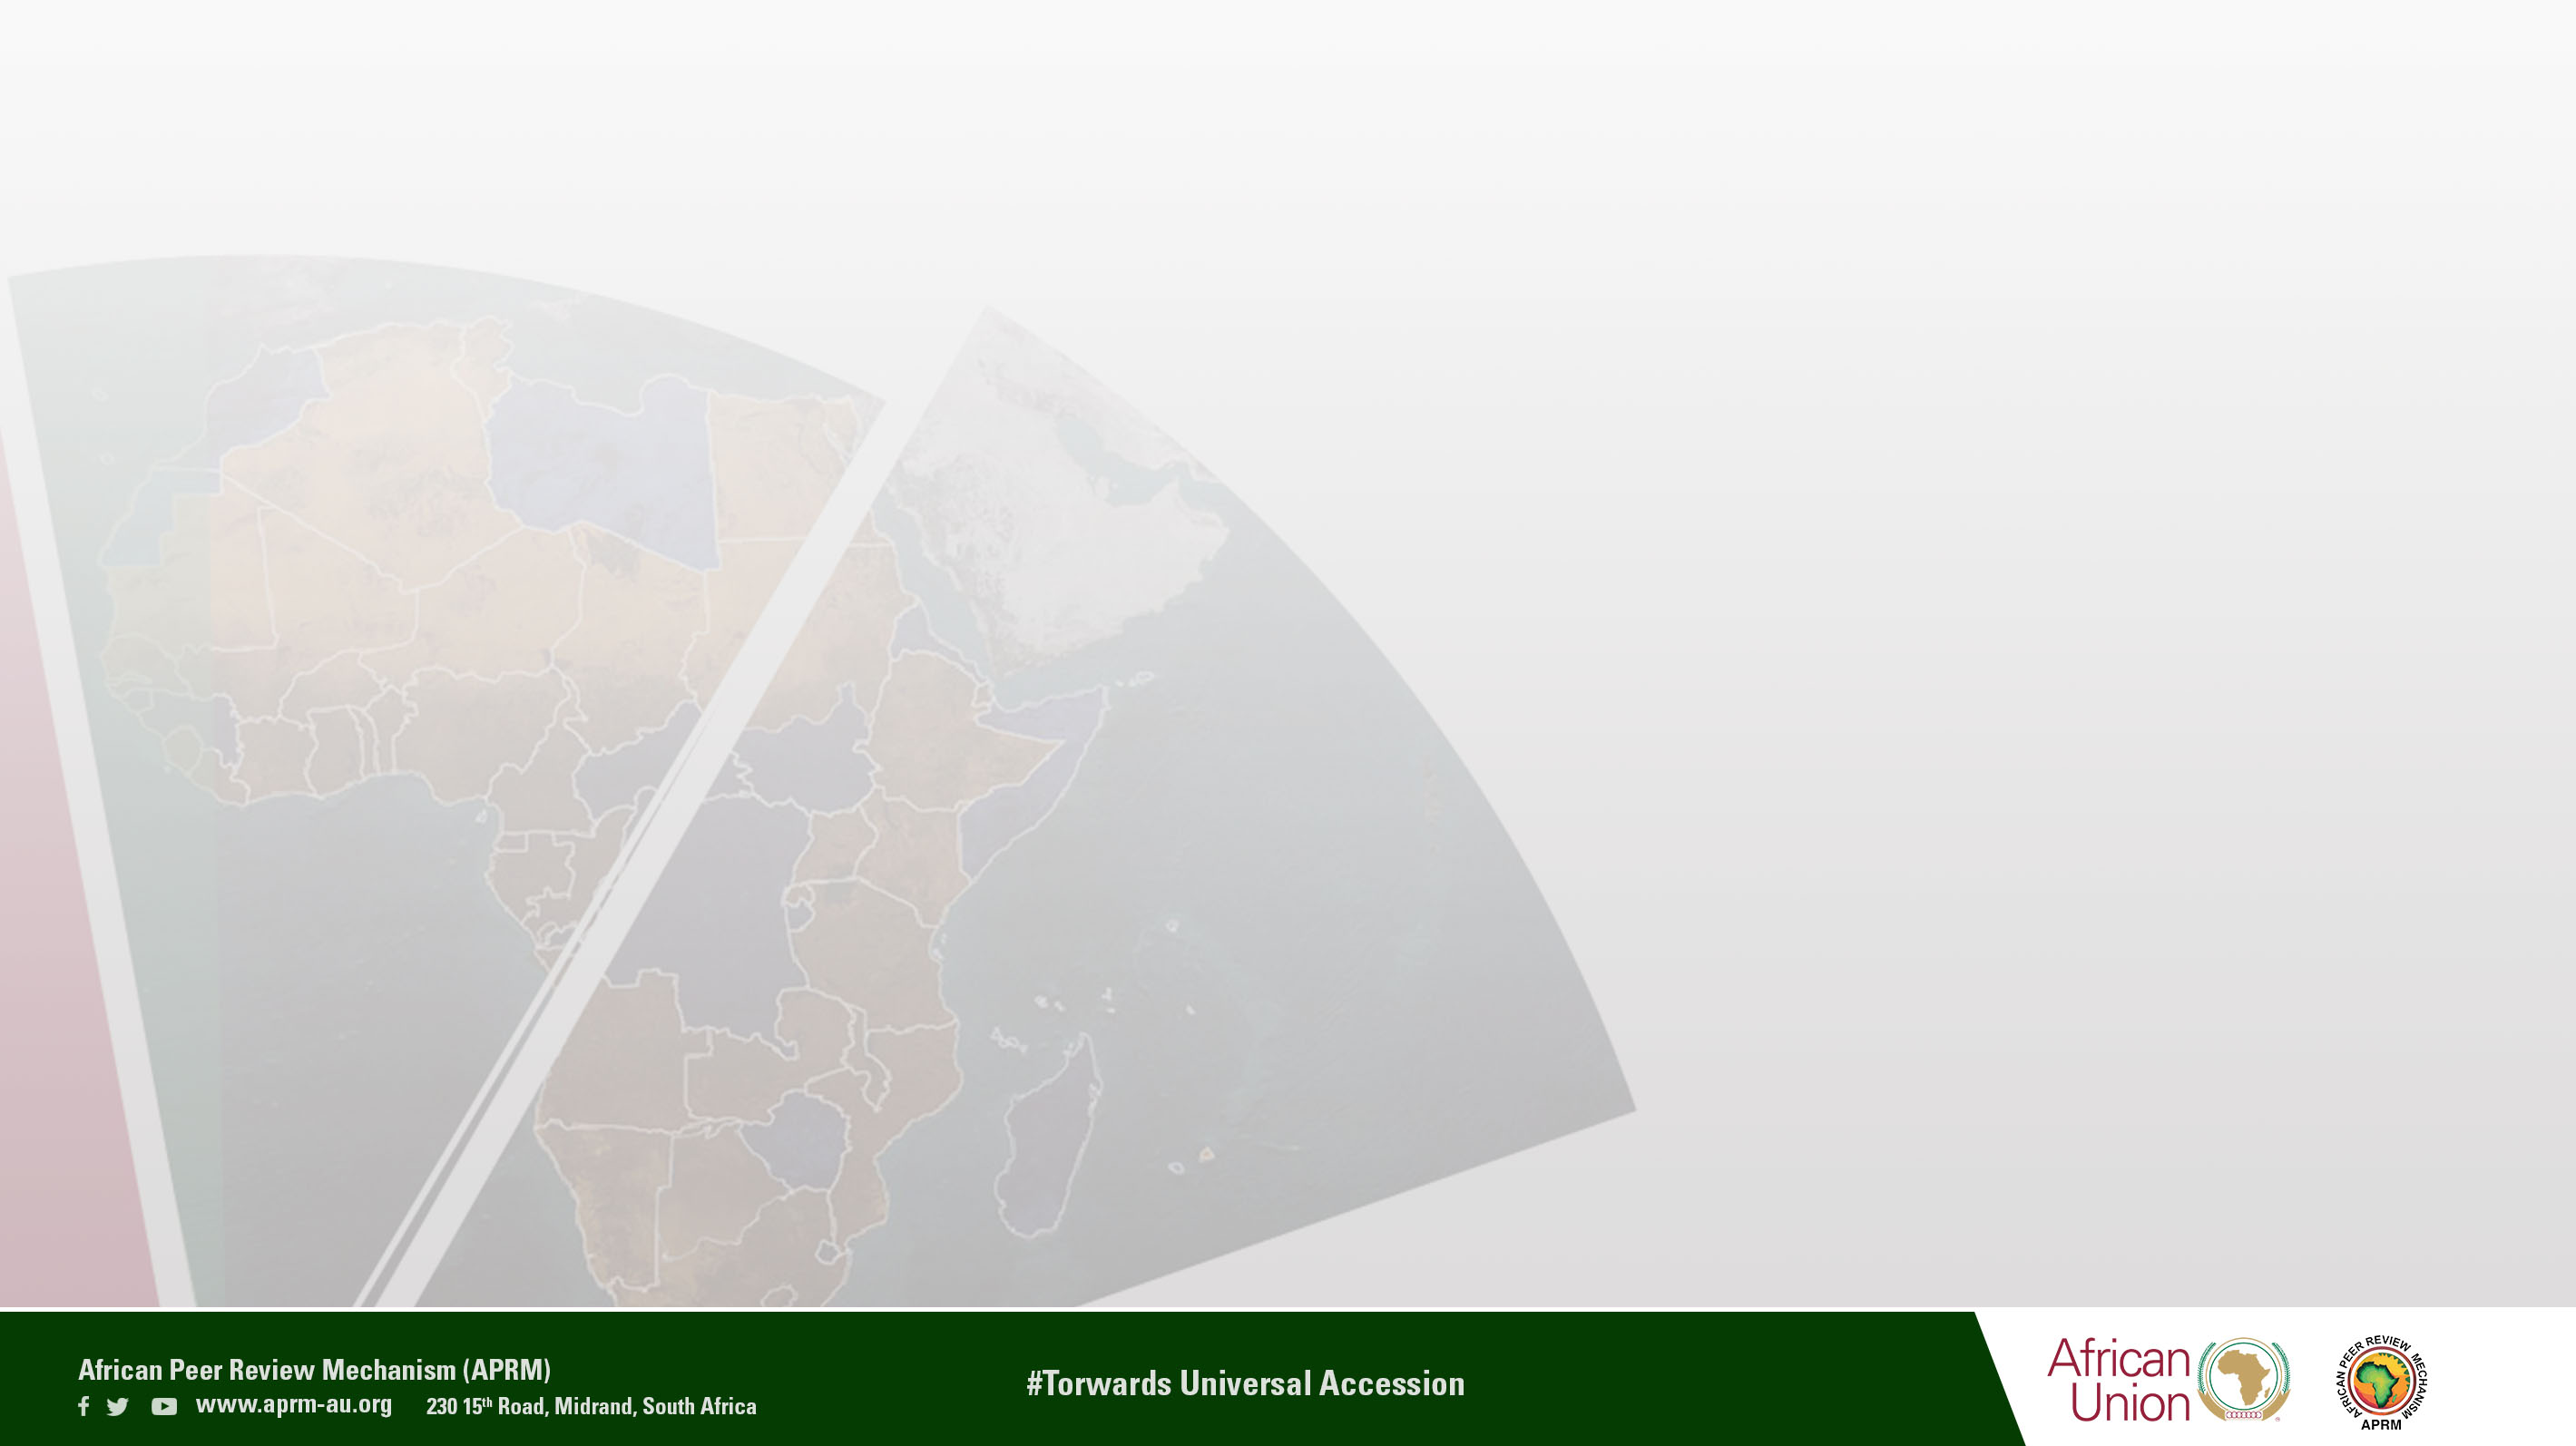 African Peer Review Mechanism (APRM)
www.aprm-au.org 230 15th Road, Midrand, South Africa
#Torwards Universal Accession
African
Union
AFRICAN PEER REVIEW MECHANISM
APRM